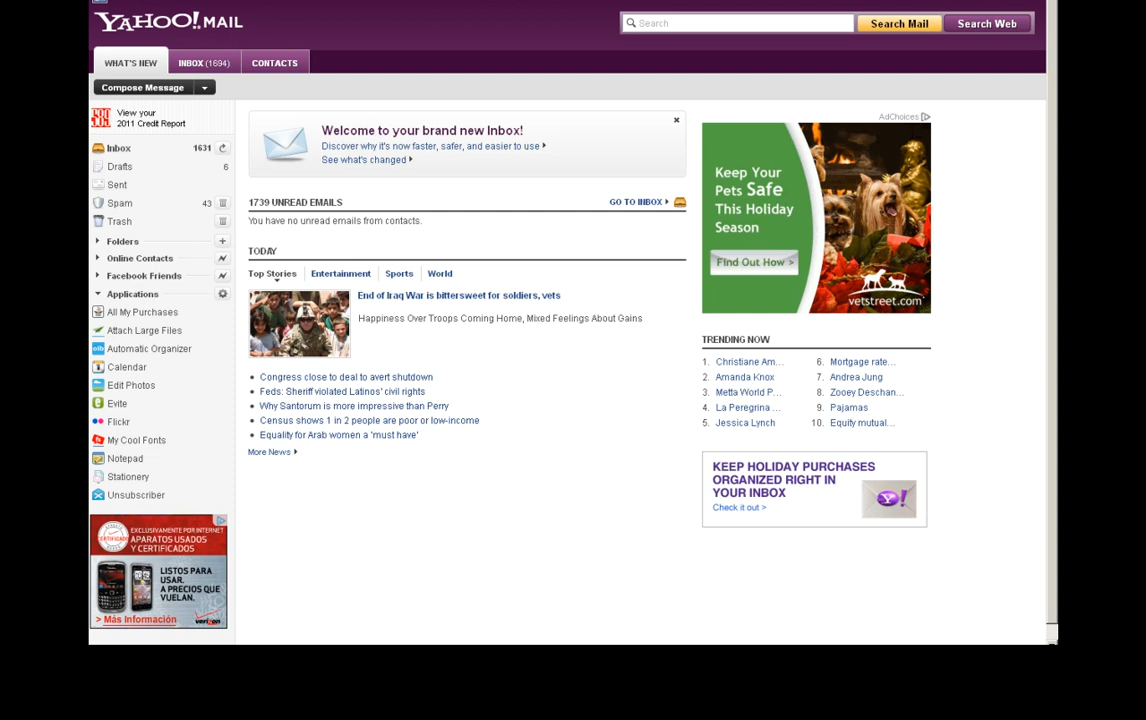 YAHOO! MAIL
Search
Search Mail
Search Web
WHAT'S NEW
INBOX (1694)
CONTACTS
Compose Message
View your
2011 Credit Report
Inbox 1631
Drafts 6
Sent
Spam 43
Trash
Folders
Online Contacts
Facebook Friends
Applications
All My Purchases
Attach Large Files
Automatic Organizer
Calendar
Edit Photos
Evite
Flickr
My Cool Fonts
Notepad
Stationery
Unsubscriber
EXCLUSIVAMENTE POR INTERNET
APARATOS USADOS
Y CERTIFICADOS
LISTOS PARA
USAR.
A PRECIOS QUE
VUELAN.
> Más Información
verizon
Welcome to your brand new Inbox!
Discover why it's now faster, safer, and easier to use
See what's changed
1739 UNREAD EMAILS
GO TO INBOX
You have no unread emails from contacts.
TODAY
Top Stories
Entertainment
Sports
World
End of Iraq War is bittersweet for soldiers, vets
Happiness Over Troops Coming Home, Mixed Feelings About Gains
Congress close to deal to avert shutdown
Feds: Sheriff violated Latinos' civil rights
Why Santorum is more impressive than Perry
Census shows 1 in 2 people are poor or low-income
Equality for Arab women a 'must have'
More News
AdChoices
Keep Your
Pets Safe
This Holiday
Season
Find Out How >
vetstreet.com
TRENDING NOW
1. Christiane Am...
2. Amanda Knox
3. Metta World P...
4. La Peregrina ...
5. Jessica Lynch
6. Mortgage rate...
7. Andrea Jung
8. Zooey Deschan...
9. Pajamas
10. Equity mutual...
KEEP HOLIDAY PURCHASES
ORGANIZED RIGHT IN
YOUR INBOX
Check it out >
Y!